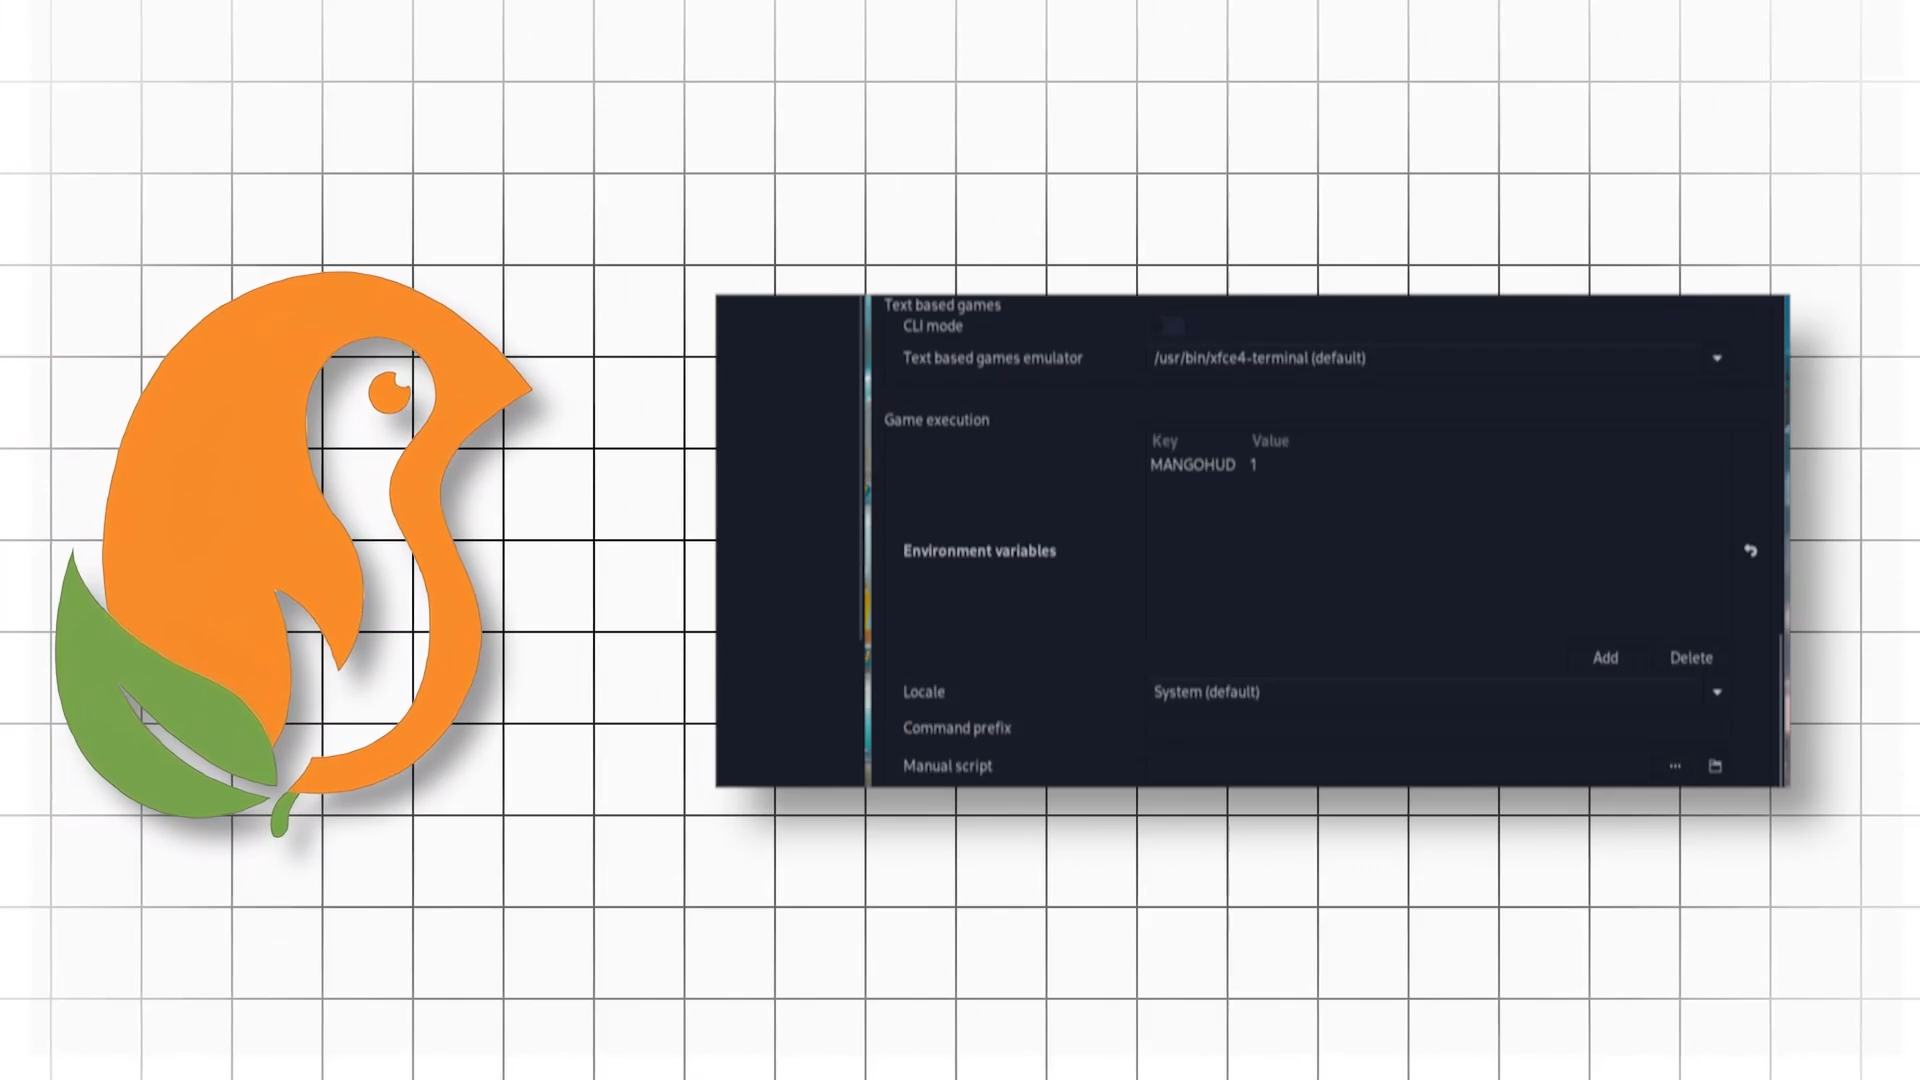 Text based games
CLI mode
Text based games emulator /usr/bin/xfce4-terminal (default)
Game execution
Key Value
MANGOHUD 1
Environment variables
Add Delete
Locale System (default)
Command prefix
Manual script ...